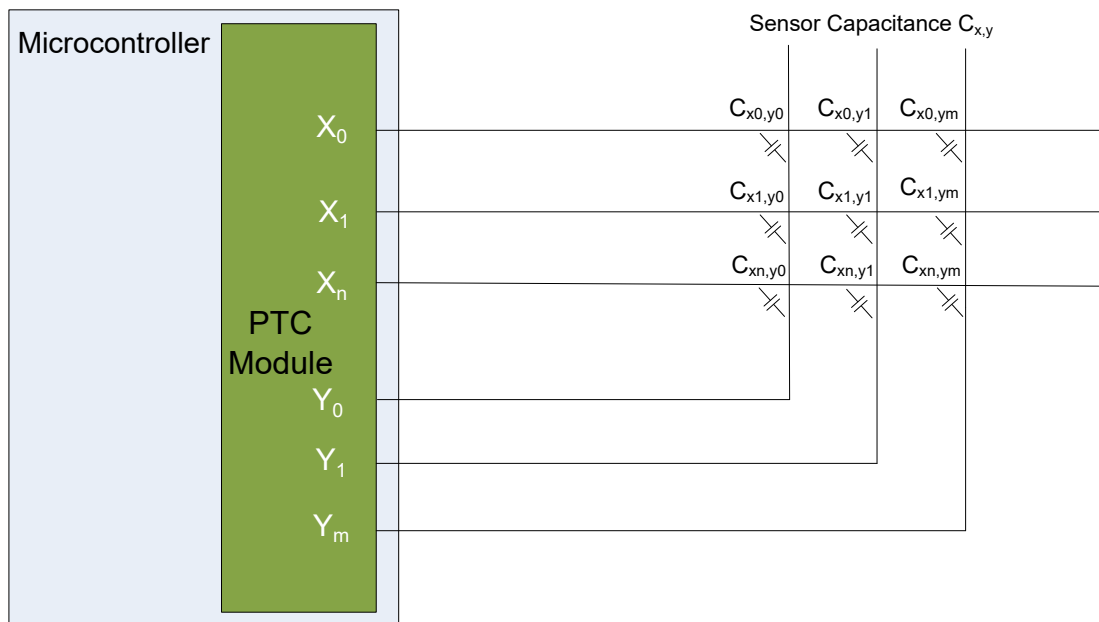 Microcontroller
Sensor Capacitance Cx,y
X0
Cx0,y0 Cx0,y1 Cx0,ym
X1
Cx1,y0 Cx1,y1 Cx1,ym
Xn
Cxn,y0 Cxn,y1 Cxn,ym
PTC
Module
Y0
Y1
Ym